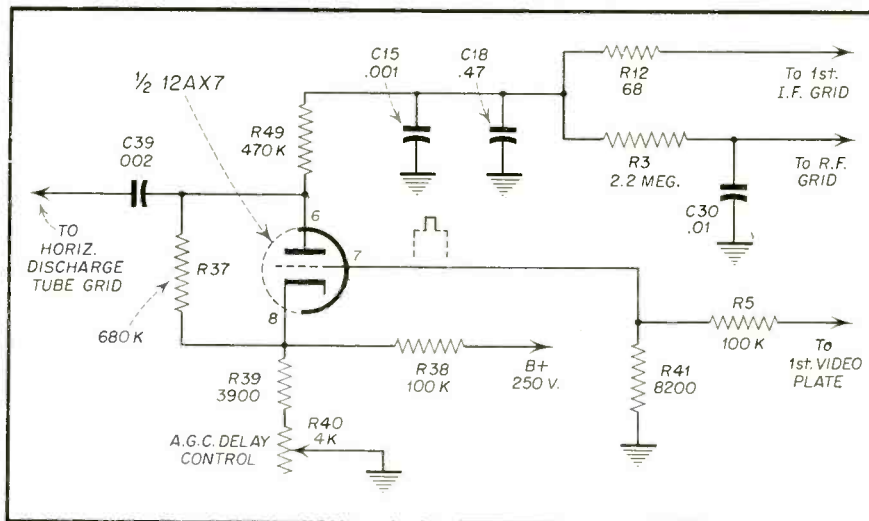 ½ 12AX7
C15
.001
C18
.47
R12
68
To 1st.
I.F. GRID
R49
470 K
C39
.002
R3
2.2 MEG.
To R.F.
GRID
C30
.01
6
7
8
TO
HORIZ.
DISCHARGE
TUBE GRID
R37
680 K
R5
100 K
To
1st. VIDEO
PLATE
R38
100 K
B+
250 V.
R41
8200
R39
3900
R40
4K
A.G.C. DELAY
CONTROL